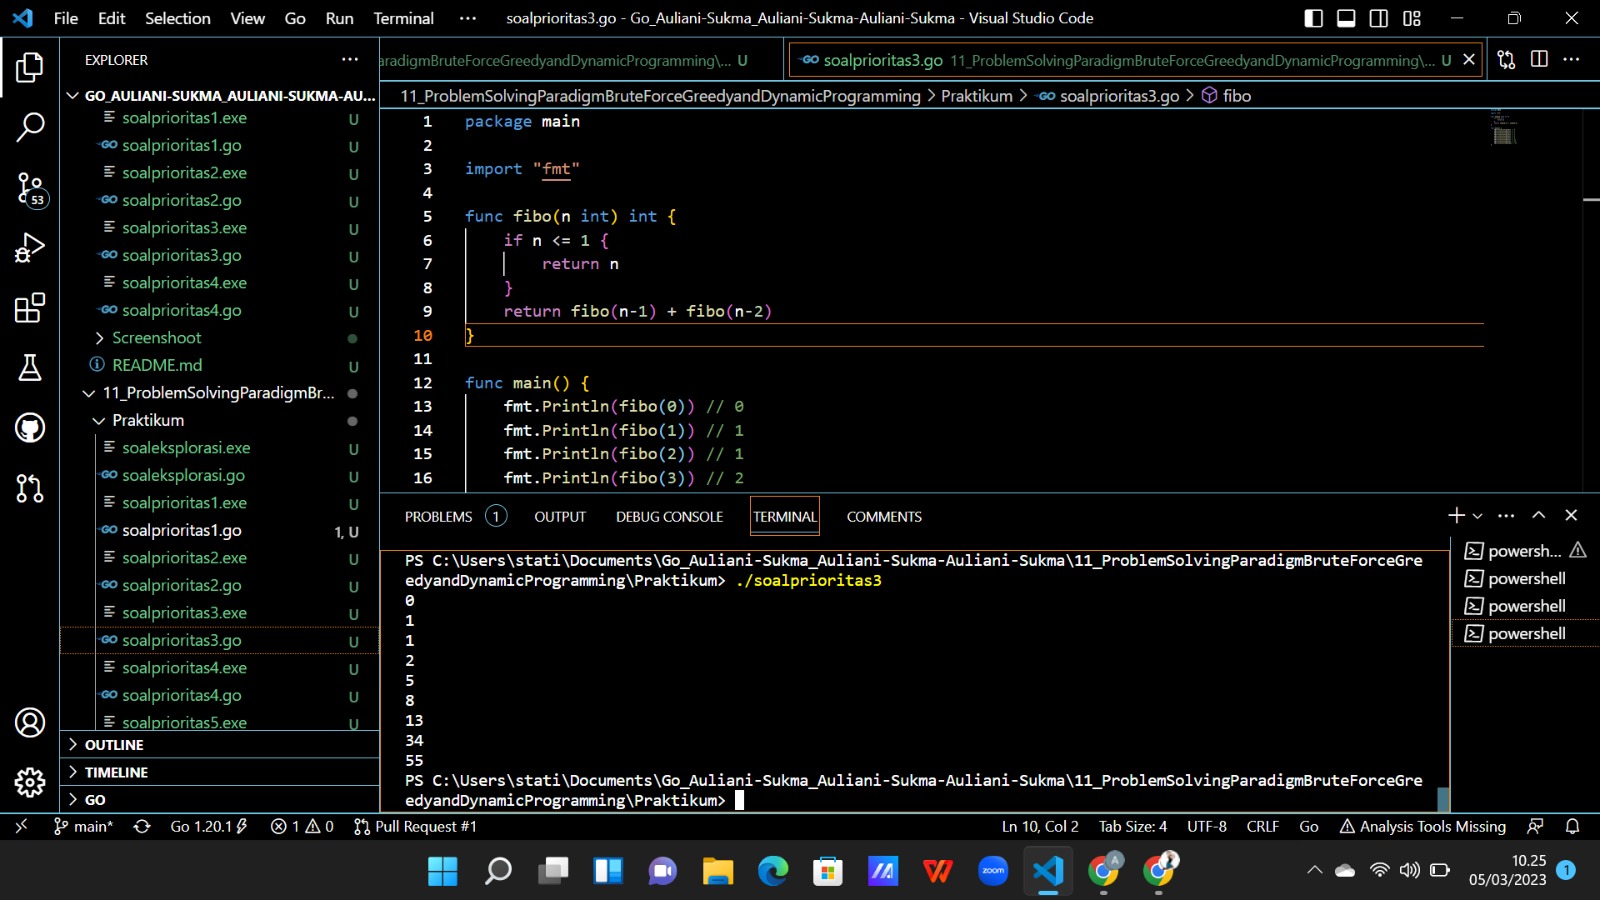 File Edit Selection View Go Run Terminal ··· soalprioritas3.go - Go_Auliani-Sukma_Auliani-Sukma-Auliani-Sukma - Visual Studio Code
EXPLORER ···
GO_AULIANI-SUKMA_AULIANI-SUKMA-AU...
soalprioritas1.exe U
soalprioritas1.go U
soalprioritas2.exe U
soalprioritas2.go U
soalprioritas3.exe U
soalprioritas3.go U
soalprioritas4.exe U
soalprioritas4.go U
Screenshoot
README.md U
11_ProblemSolvingParadigmBr...
Praktikum
soaleksplorasi.exe U
soaleksplorasi.go U
soalprioritas1.exe U
soalprioritas1.go 1, U
soalprioritas2.exe U
soalprioritas2.go U
soalprioritas3.exe U
soalprioritas3.go U
soalprioritas4.exe U
soalprioritas4.go U
soalprioritas5.exe U
OUTLINE
TIMELINE
GO
53
aradigmBruteForceGreedyandDynamicProgramming\... U
GO soalprioritas3.go 11_ProblemSolvingParadigmBruteForceGreedyandDynamicProgramming\... U
11_ProblemSolvingParadigmBruteForceGreedyandDynamicProgramming > Praktikum > GO soalprioritas3.go > fibo
1 package main
2
3 import "fmt"
4
5 func fibo(n int) int {
6 if n <= 1 {
7 return n
8 }
9 return fibo(n-1) + fibo(n-2)
10 }
11
12 func main() {
13 fmt.Println(fibo(0)) // 0
14 fmt.Println(fibo(1)) // 1
15 fmt.Println(fibo(2)) // 1
16 fmt.Println(fibo(3)) // 2
PROBLEMS 1 OUTPUT DEBUG CONSOLE TERMINAL COMMENTS
PS C:\Users\stati\Documents\Go_Auliani-Sukma_Auliani-Sukma-Auliani-Sukma\11_ProblemSolvingParadigmBruteForceGre
edyandDynamicProgramming\Praktikum> ./soalprioritas3
0
1
1
2
5
8
13
34
55
PS C:\Users\stati\Documents\Go_Auliani-Sukma_Auliani-Sukma-Auliani-Sukma\11_ProblemSolvingParadigmBruteForceGre
edyandDynamicProgramming\Praktikum>
powersh...
powershell
powershell
powershell
main* Go 1.20.1 1 0 Pull Request #1 Ln 10, Col 2 Tab Size: 4 UTF-8 CRLF Go Analysis Tools Missing
zoom
A
10.25
05/03/2023
1